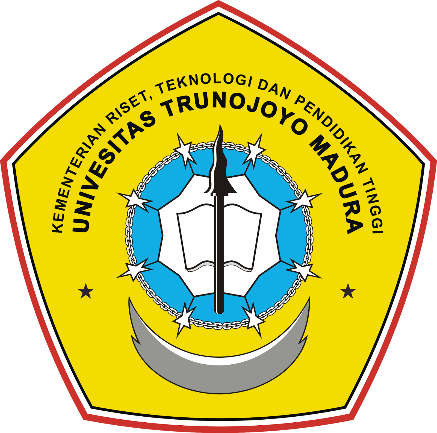 KEMENTERIAN RISET, TEKNOLOGI DAN PENDIDIKAN TINGGI
UNIVESITAS TRUNOJOYO MADURA